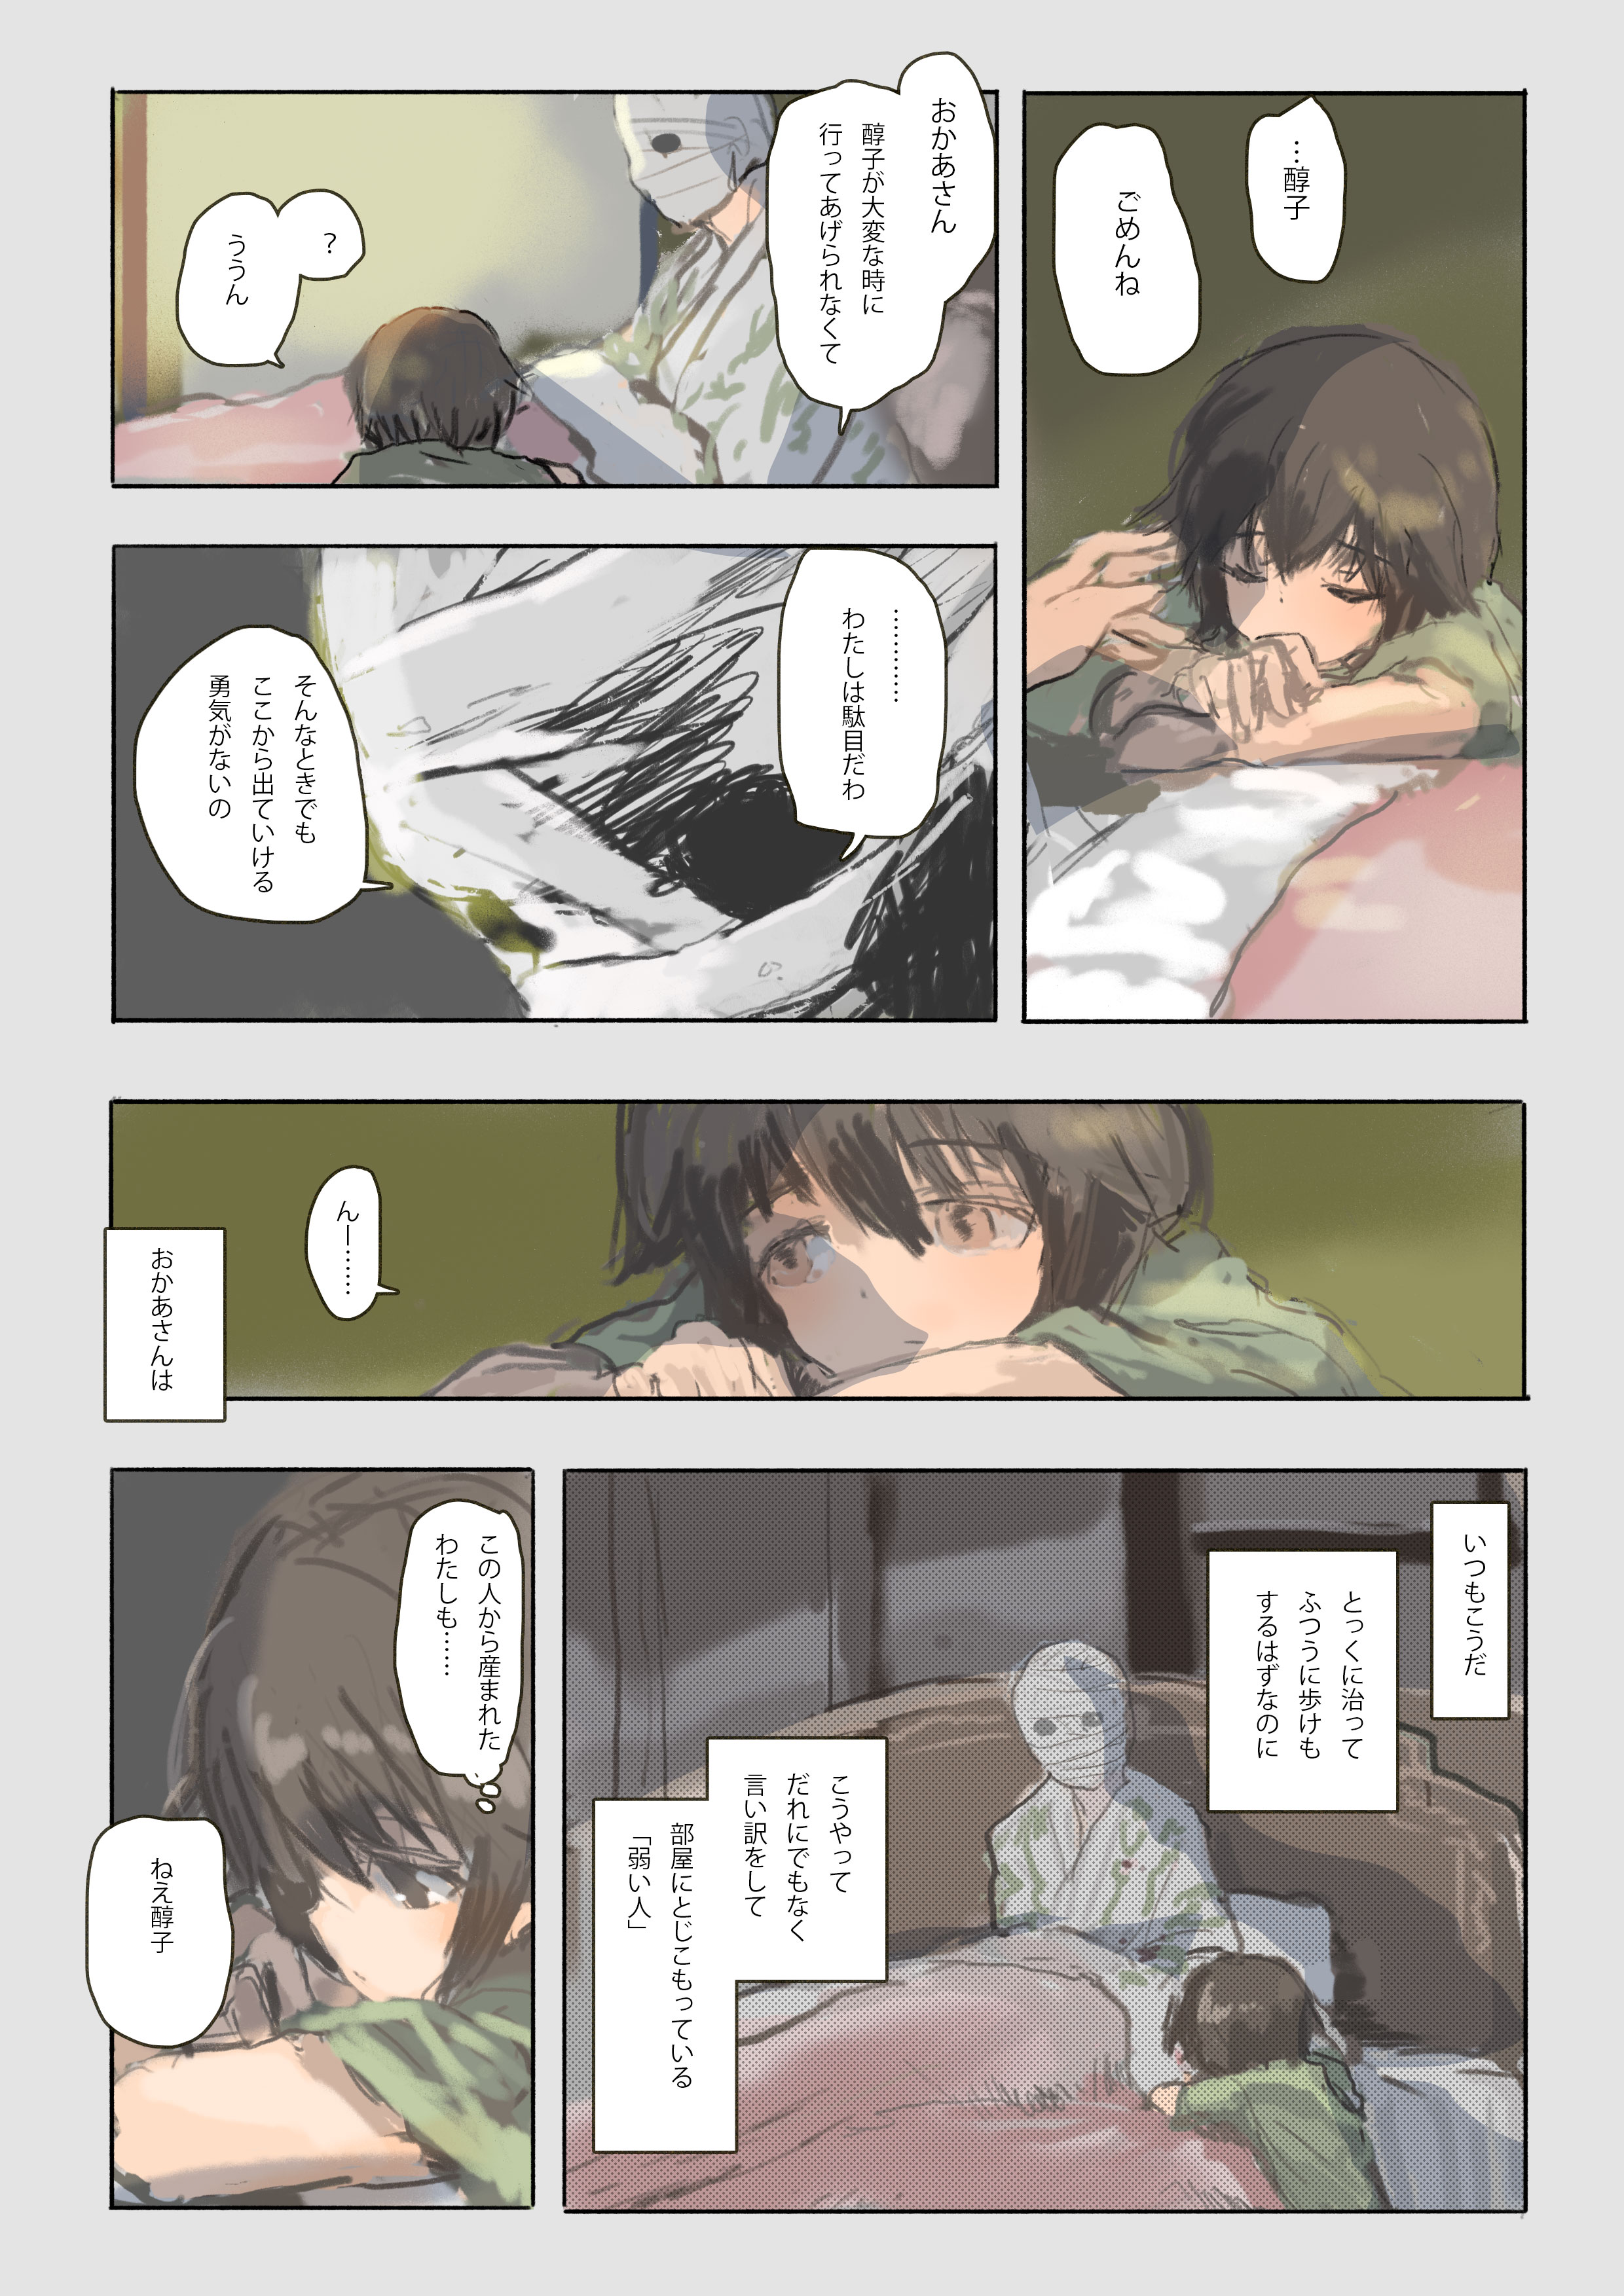 …醇子
ごめんね
おかあさん
醇子が大変な時に
行ってあげられなくて
？
ううん
…………
わたしは駄目だわ
そんなときでも
ここから出ていける
勇気がないの
んー……
おかあさんは
いつもこうだ
とっくに治って
ふつうに歩けも
するはずなのに
こうやって
だれにでもなく
言い訳をして
部屋にとじこもっている
「弱い人」
この人から産まれた
わたしも……
ねえ醇子